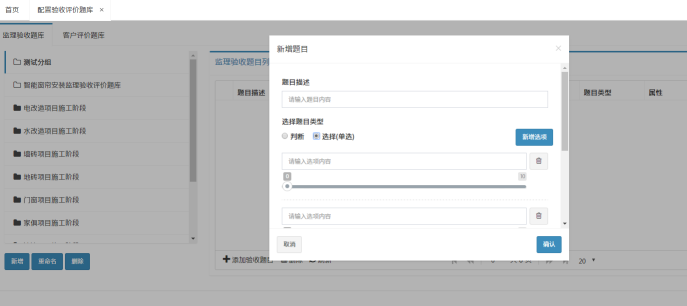 首页 配置验收评价题库 ×
监理验收题库 客户评价题库
测试分组
智能窗帘安装监理验收评价题库
电改造项目施工阶段
水改造项目施工阶段
墙砖项目施工阶段
地砖项目施工阶段
门窗项目施工阶段
家俱项目施工阶段
新增 重命名 删除
监理验收题目列
题目描述 题目类型 属性
新增题目 ×
题目描述
请输入题目内容
选择题目类型
判断 选择(单选) 新增选项
请输入选项内容
0 10
请输入选项内容
取消 确认
添加验收题目
20